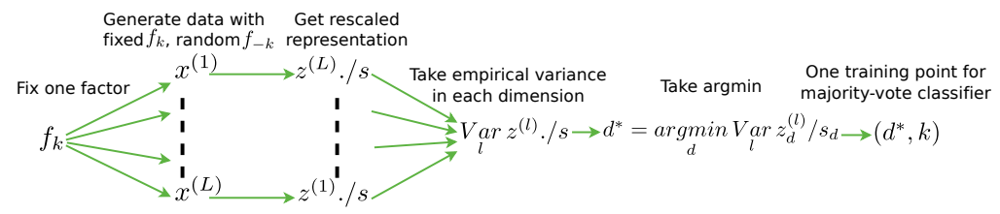 Generate data with
fixed f_k, random f_{-k}
Get rescaled
representation
Fix one factor
x^{(1)}
z^{(L)}./s
Take empirical variance
in each dimension
Take argmin
One training point for
majority-vote classifier
f_k
Var_l z^{(l)}./s
d* = argmin_d Var_l z_d^{(l)}/s_d
(d*, k)
x^{(L)}
z^{(1)}./s